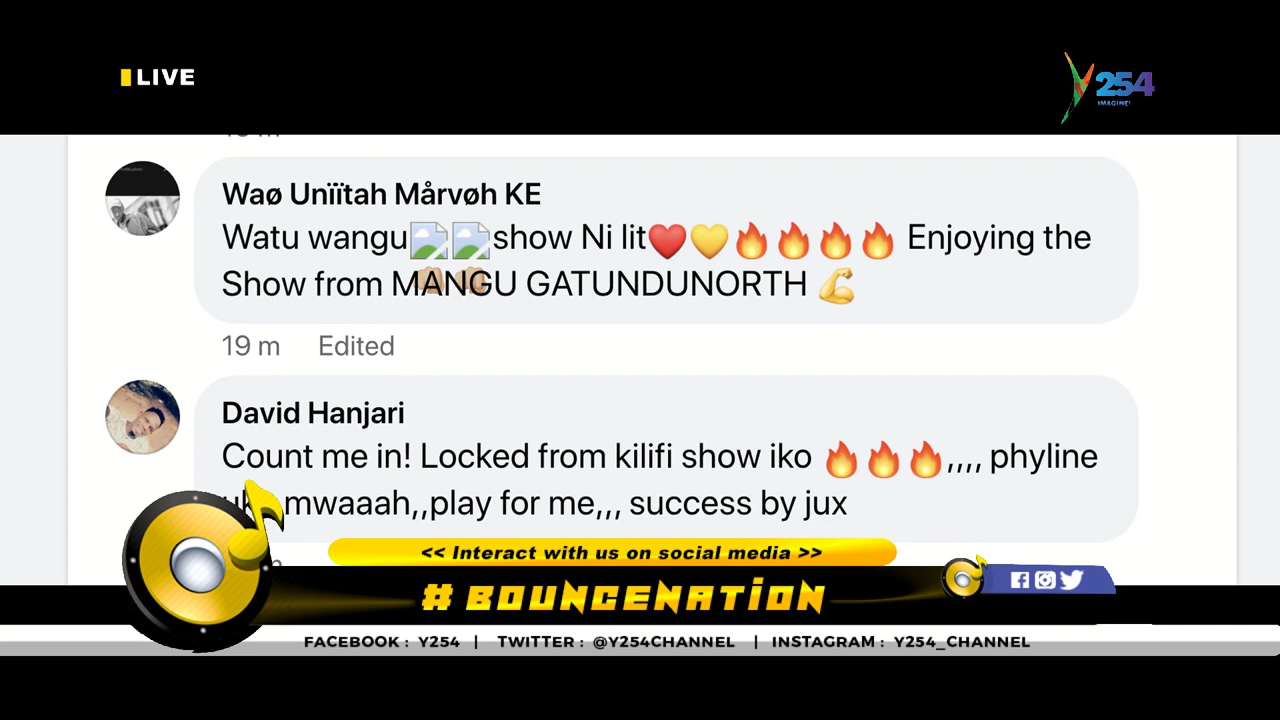 LIVE
Y254
IMAGINE!
Waø Unïïtah Mårvøh KE
Watu wangu show Ni lit❤️💛🔥🔥🔥🔥 Enjoying the
Show from MANGU GATUNDUNORTH 💪
19 m Edited
David Hanjari
Count me in! Locked from kilifi show iko 🔥🔥🔥,,,, phyline
mwaaah,,play for me,,, success by jux
<< Interact with us on social media >>
# BOUNCENATION
FACEBOOK : Y254 | TWITTER : @Y254CHANNEL | INSTAGRAM : Y254_CHANNEL